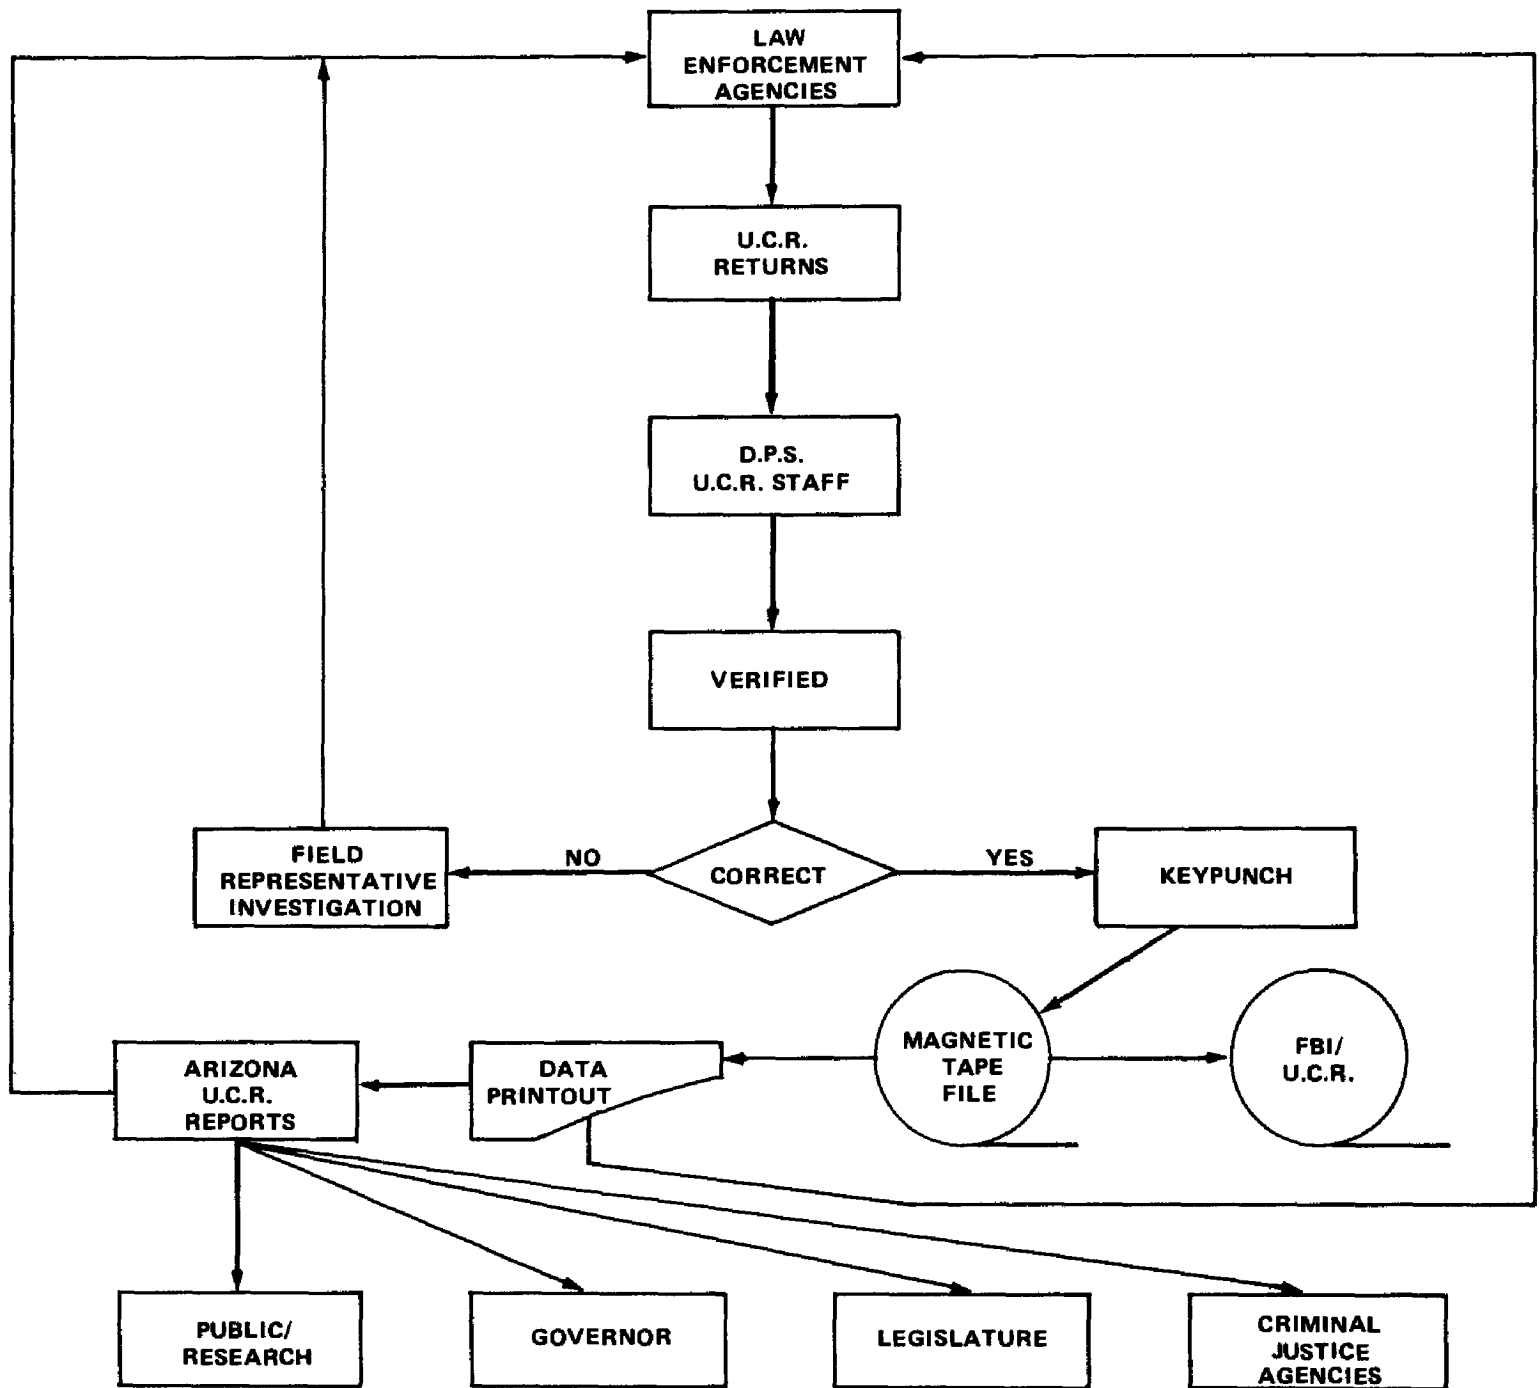 LAW
ENFORCEMENT
AGENCIES
U.C.R.
RETURNS
D.P.S.
U.C.R. STAFF
VERIFIED
FIELD
REPRESENTATIVE
INVESTIGATION
NO
CORRECT
YES
KEYPUNCH
ARIZONA
U.C.R.
REPORTS
DATA
PRINTOUT
MAGNETIC
TAPE
FILE
FBI/
U.C.R.
PUBLIC/
RESEARCH
GOVERNOR
LEGISLATURE
CRIMINAL
JUSTICE
AGENCIES